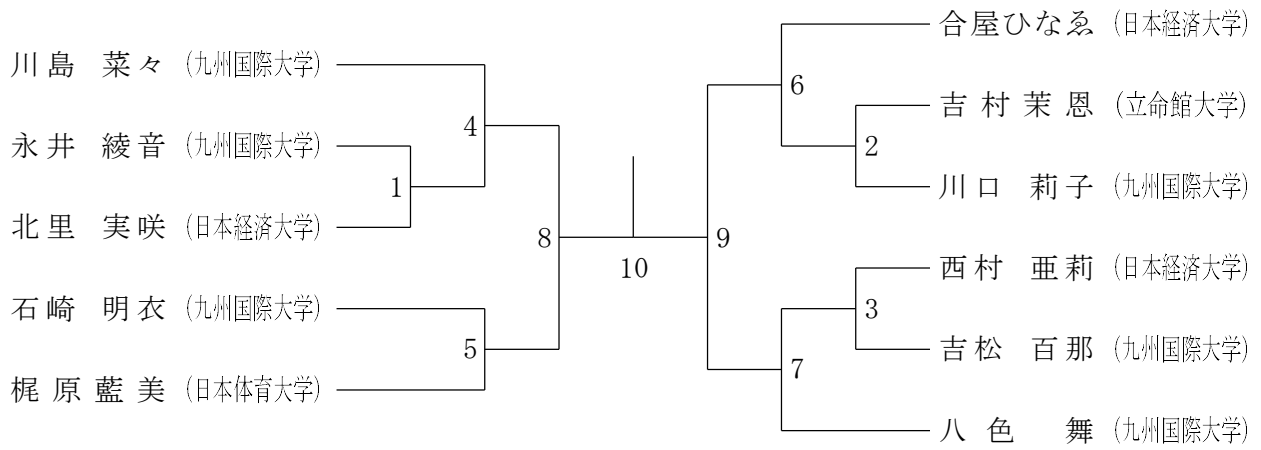 川島 菜々 (九州国際大学)
永井 綾音 (九州国際大学)
北里 実咲 (日本経済大学)
石崎 明衣 (九州国際大学)
梶原藍美 (日本体育大学)
1
4
5
8
10
9
6
2
3
7
合屋ひなゑ (日本経済大学)
吉村茉恩 (立命館大学)
川口 莉子 (九州国際大学)
西村 亜莉 (日本経済大学)
吉松 百那 (九州国際大学)
八色 舞 (九州国際大学)